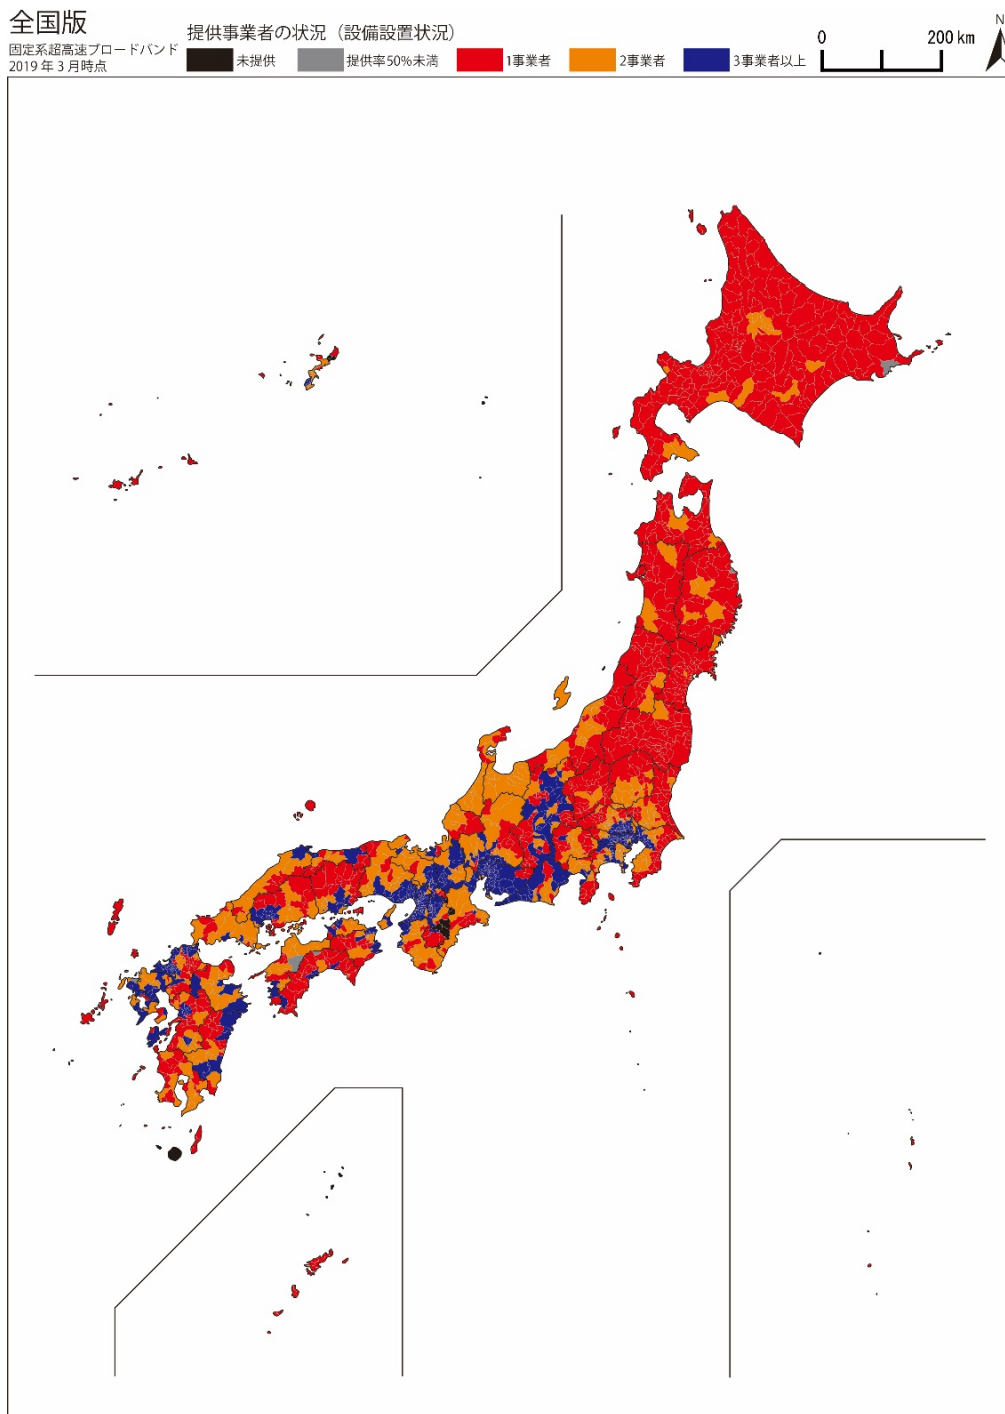 全国版
固定系超高速ブロードバンド
2019年3月時点
提供事業者の状況（設備設置状況）
未提供
提供率50%未満
1事業者
2事業者
3事業者以上
0
200 km
N